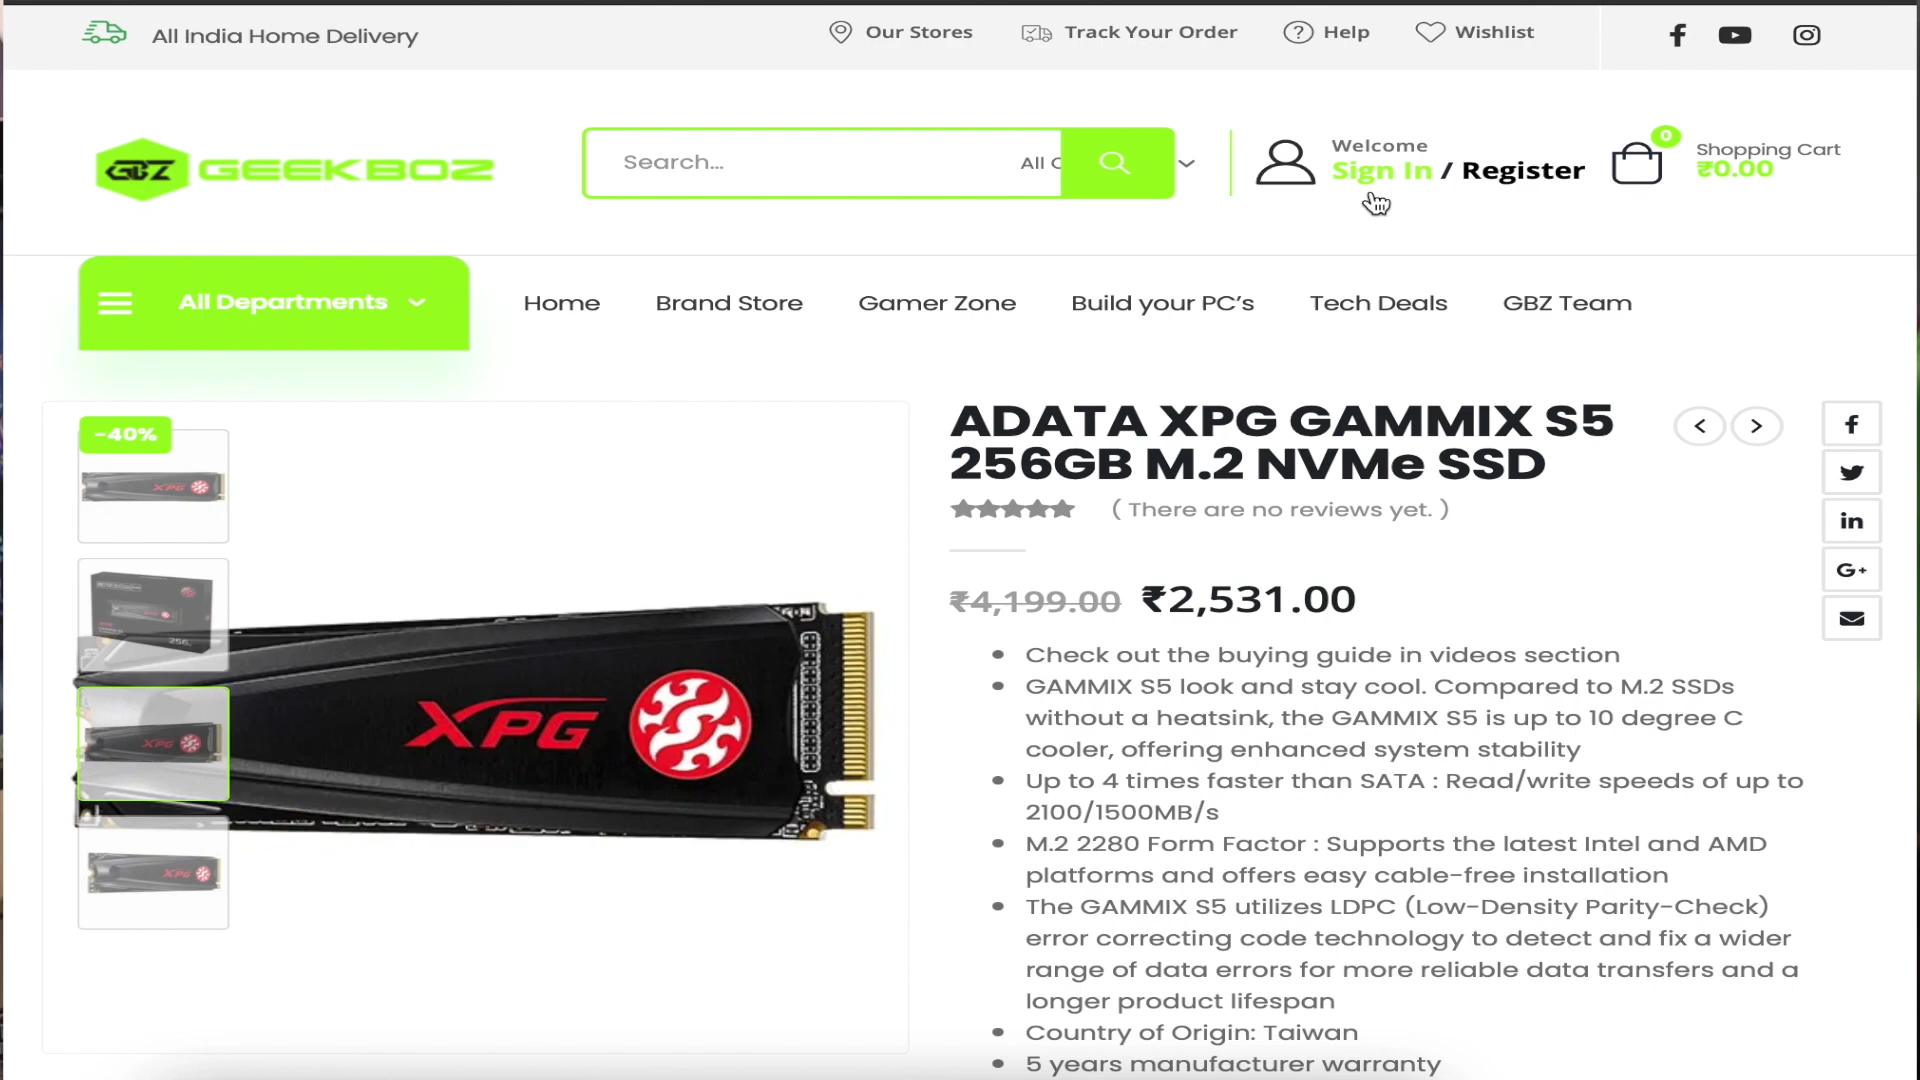 All India Home Delivery
Our Stores
Track Your Order
Help
Wishlist
GBZ GEEKBOZ
Search...
All C
Welcome
Sign In / Register
0
Shopping Cart
₹0.00
All Departments
Home
Brand Store
Gamer Zone
Build your PC's
Tech Deals
GBZ Team
-40%
XPG
256
XPG
XPG
XPG
ADATA XPG GAMMIX S5
256GB M.2 NVMe SSD
( There are no reviews yet. )
₹4,199.00 ₹2,531.00
Check out the buying guide in videos section
GAMMIX S5 look and stay cool. Compared to M.2 SSDs
without a heatsink, the GAMMIX S5 is up to 10 degree C
cooler, offering enhanced system stability
Up to 4 times faster than SATA : Read/write speeds of up to
2100/1500MB/s
M.2 2280 Form Factor : Supports the latest Intel and AMD
platforms and offers easy cable-free installation
The GAMMIX S5 utilizes LDPC (Low-Density Parity-Check)
error correcting code technology to detect and fix a wider
range of data errors for more reliable data transfers and a
longer product lifespan
Country of Origin: Taiwan
5 years manufacturer warranty